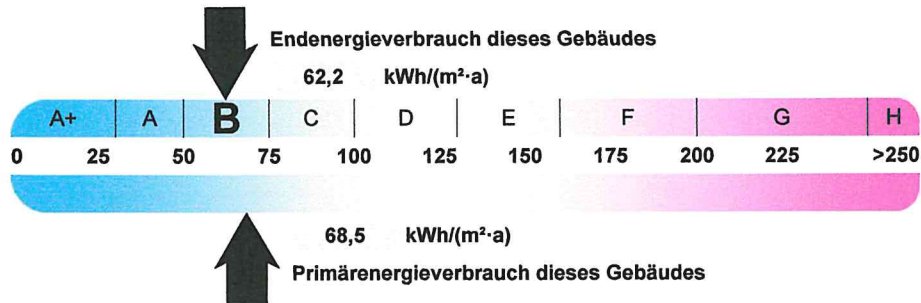 Endenergieverbrauch dieses Gebäudes
62,2 kWh/(m²·a)
A+ A B C D E F G H
0 25 50 75 100 125 150 175 200 225 >250
68,5 kWh/(m²·a)
Primärenergieverbrauch dieses Gebäudes